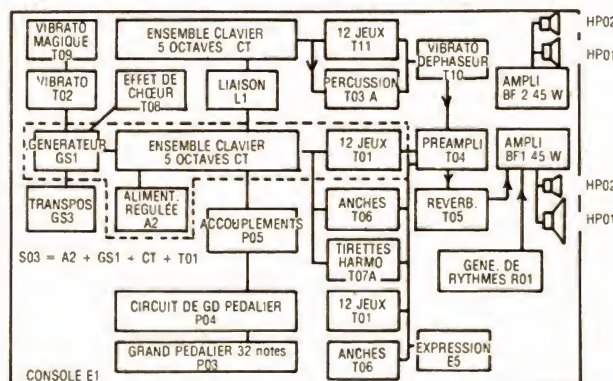 VIBRATO
MAGIQUE
T09
ENSEMBLE CLAVIER
5 OCTAVES CT
12 JEUX
T11
VIBRATO
DEPHASEUR
T10
HP02
HP01
AMPLI
BF 2 45 W
VIBRATO
T02
EFFET DE
CHŒUR
T08
LIAISON
L1
PERCUSSION
T03 A
GENERATEUR
GS1
ENSEMBLE CLAVIER
5 OCTAVES CT
12 JEUX
T01
PREAMPLI
T04
AMPLI
BF1 45 W
TRANSPOS
GS3
ALIMENT.
REGULÉE
A2
ACCOUPLEMENTS
P05
ANCHES
T06
REVERB.
T05
HP02
HP01
TIRETTES
HARMO
T07A
GENE. DE
RYTHMES R01
S03 = A2 + GS1 + CT + T01
CIRCUIT DE GD PEDALIER
P04
12 JEUX
T01
GRAND PEDALIER 32 notes
P03
ANCHES
T06
EXPRESSION
E5
CONSOLE E1